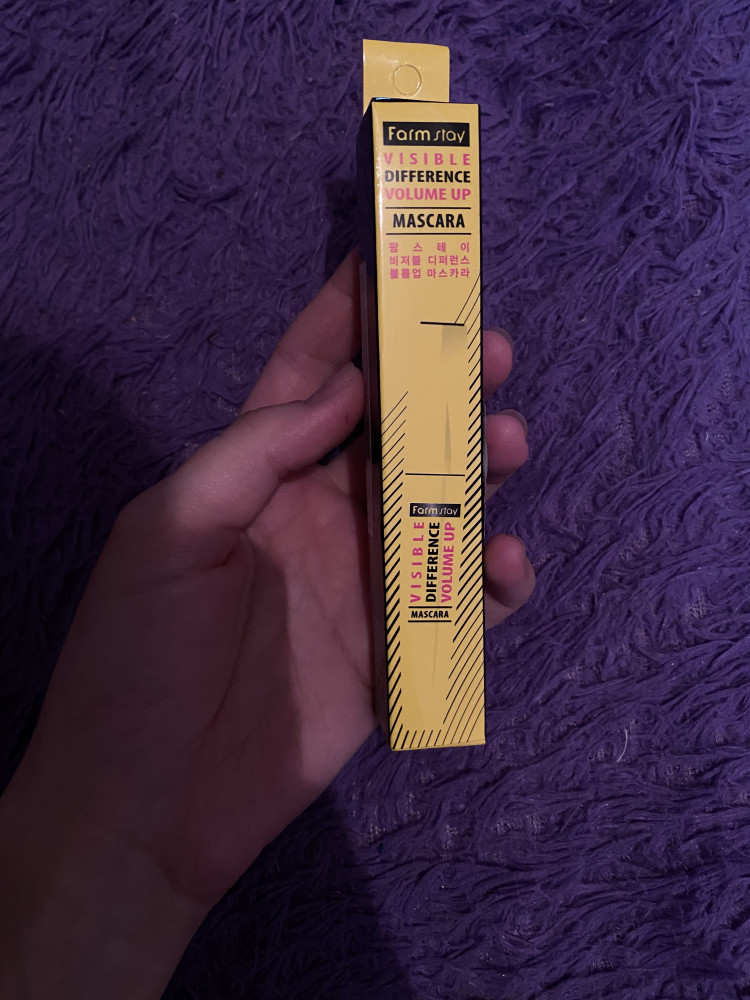 Farm stay
VISIBLE
DIFFERENCE
VOLUME UP
MASCARA
팜 스 테 이
비저블 디퍼런스
볼륨업 마스카라
Farm stay
VISIBLE
DIFFERENCE
VOLUME UP
MASCARA